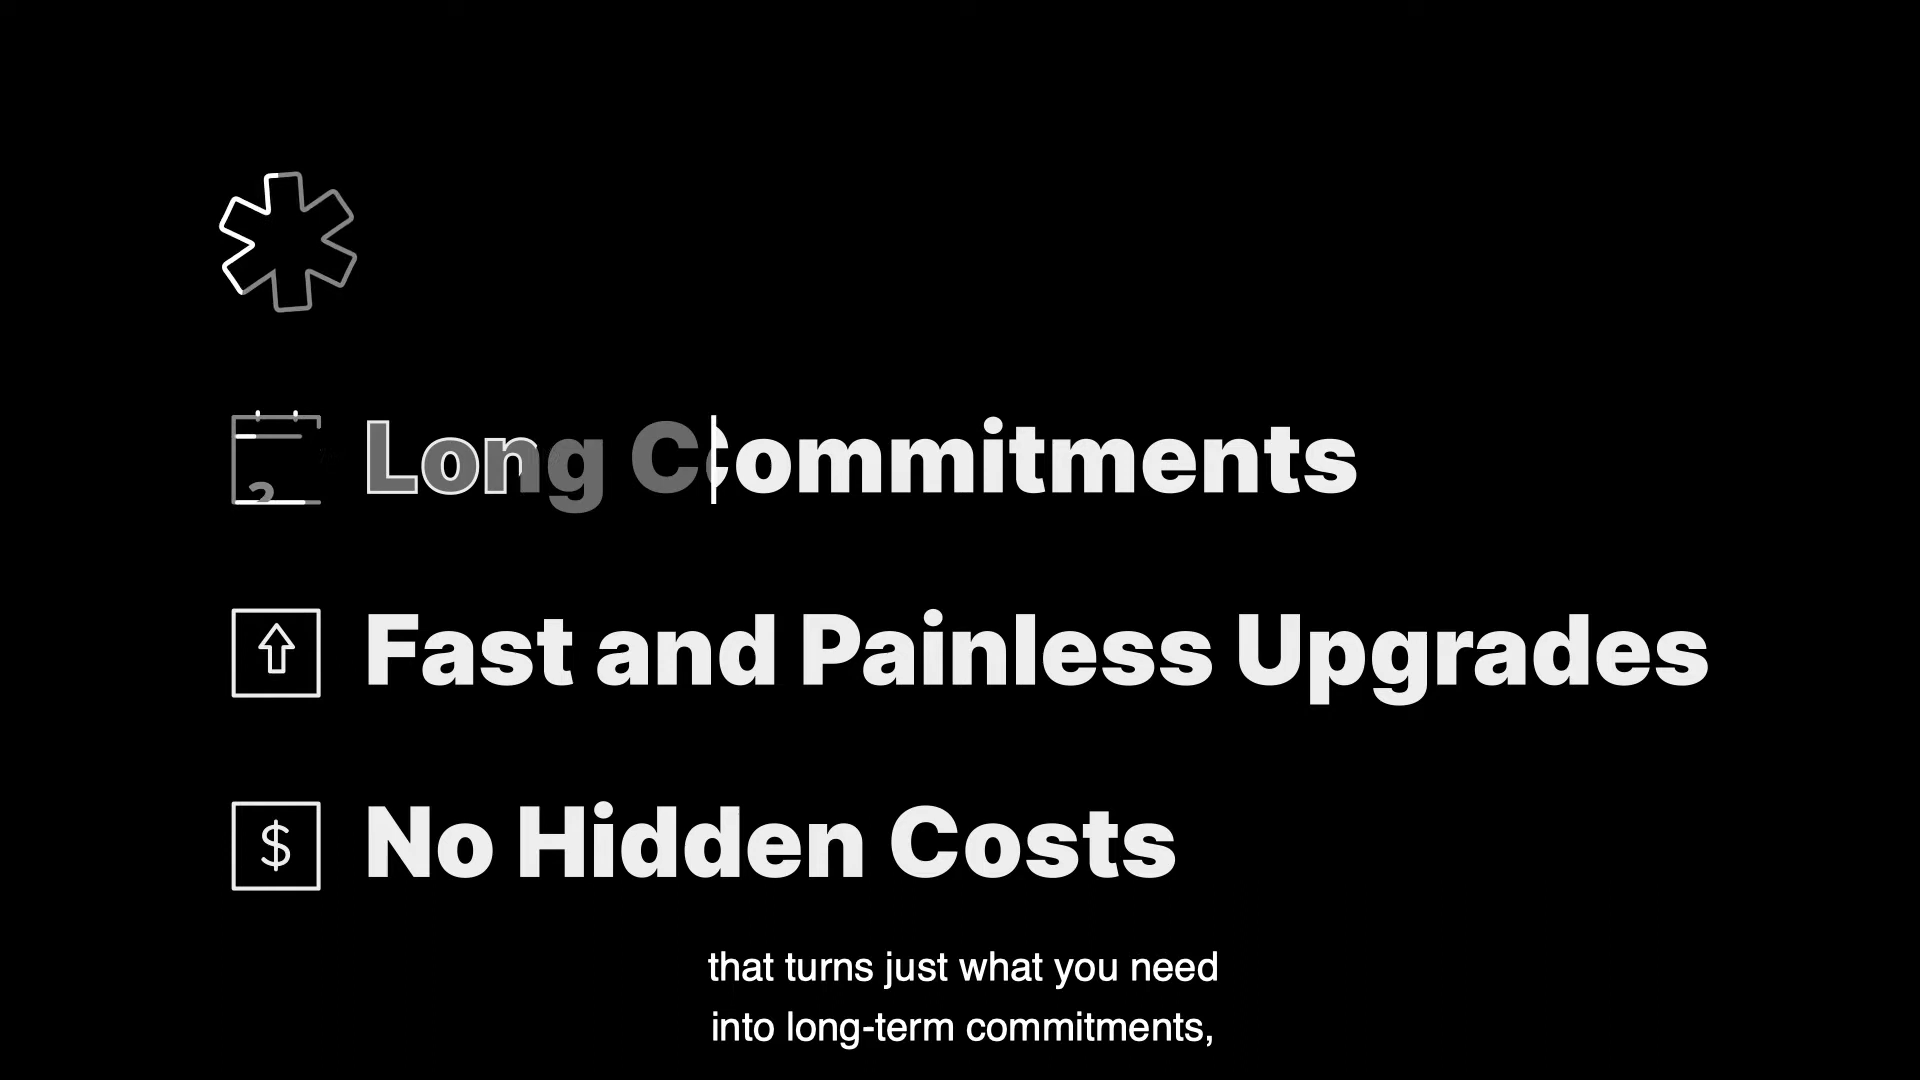 Long Commitments
Fast and Painless Upgrades
$
No Hidden Costs
that turns just what you need
into long-term commitments,